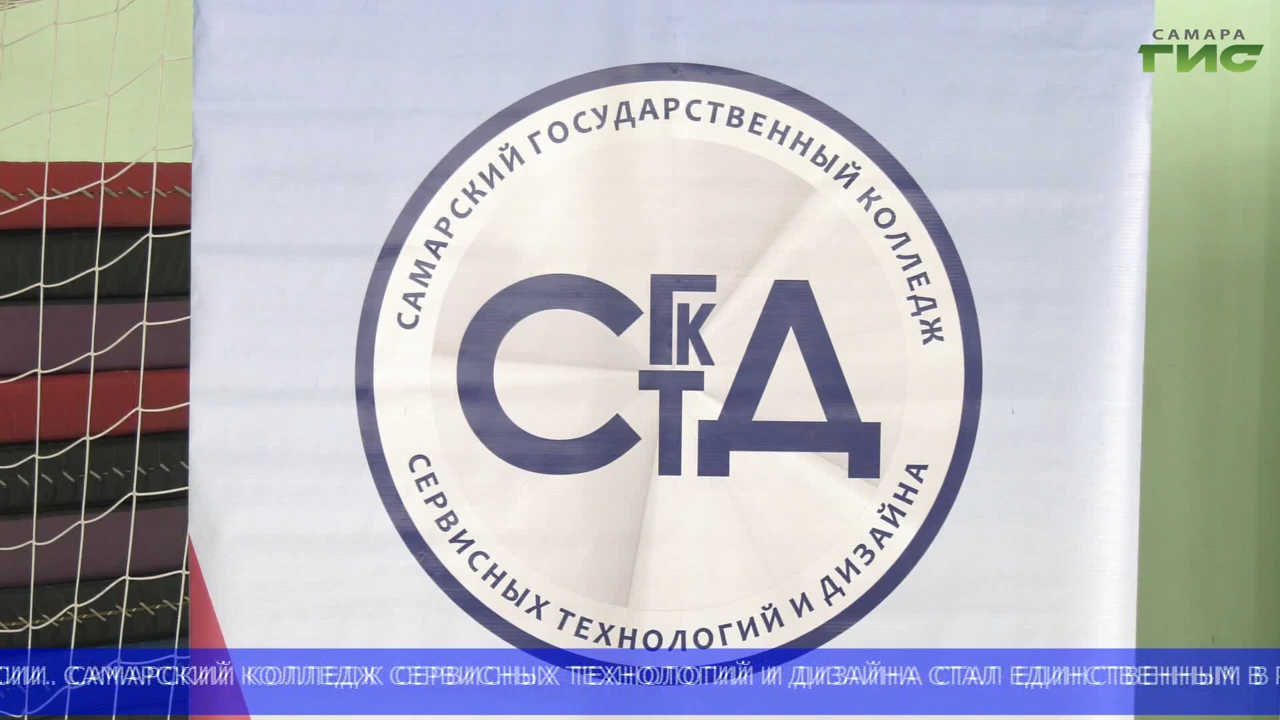 САМАРА
ГИС
САМАРСКИЙ ГОСУДАРСТВЕННЫЙ КОЛЛЕДЖ
СГКТД
СЕРВИСНЫХ ТЕХНОЛОГИЙ И ДИЗАЙНА
САМАРСКИЙ КОЛЛЕДЖ СЕРВИСНЫХ ТЕХНОЛОГИЙ И ДИЗАЙНА СТАЛ ЕДИНСТВЕННЫМ В